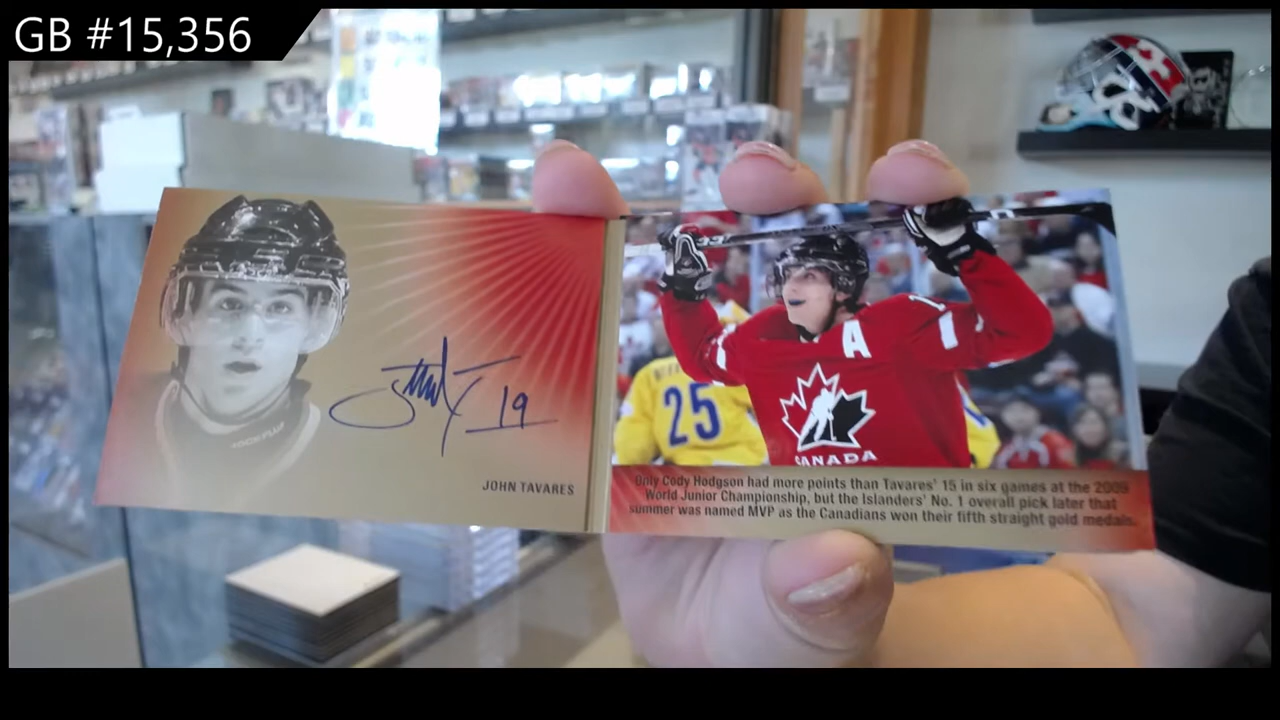 GB #15,356
JOHN TAVARES
19
A
25
CANADA
Only Cody Hodgson had more points than Tavares' 15 in six games at the 2009
World Junior Championship, but the Islanders' No. 1 overall pick later that
summer was named MVP as the Canadians won their fifth straight gold medals.